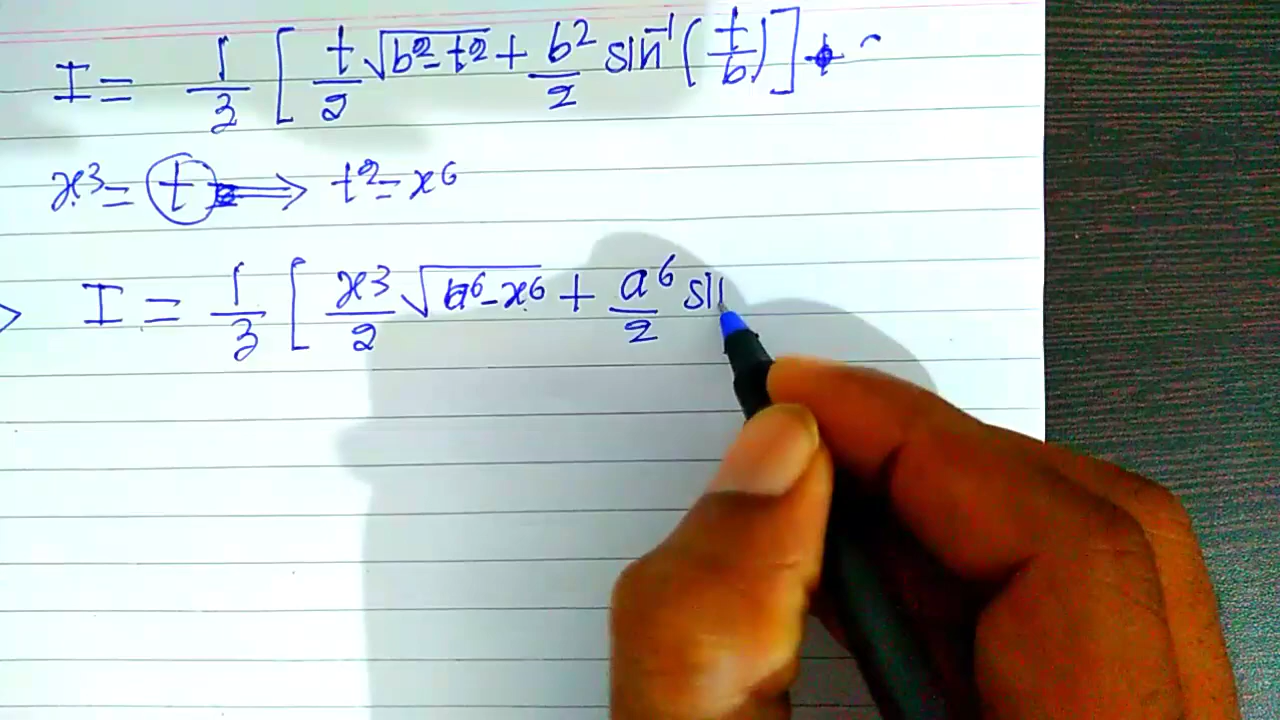 I = 1/3 [ t/2 √(b²-t²) + b²/2 sin⁻¹ (t/b) ] +
x³ = t ⟹ t² = x⁶
I = 1/3 [ x³/2 √(a⁶-x⁶) + a⁶/2 sin